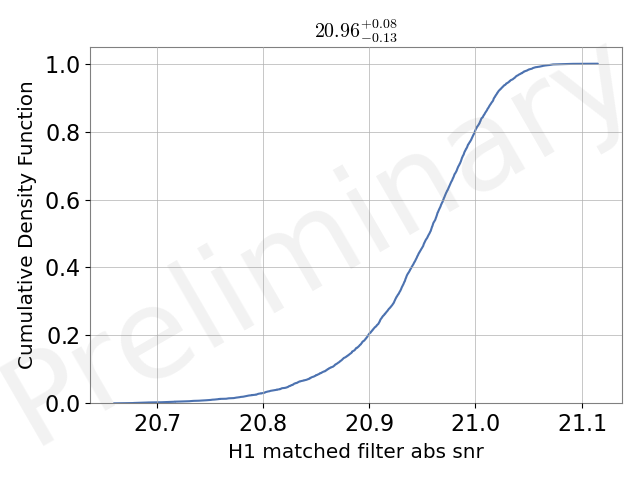 20.96+0.08−0.13
Cumulative Density Function
1.0
0.8
0.6
0.4
0.2
0.0
20.7 20.8 20.9 21.0 21.1
H1 matched filter abs snr
Preliminary